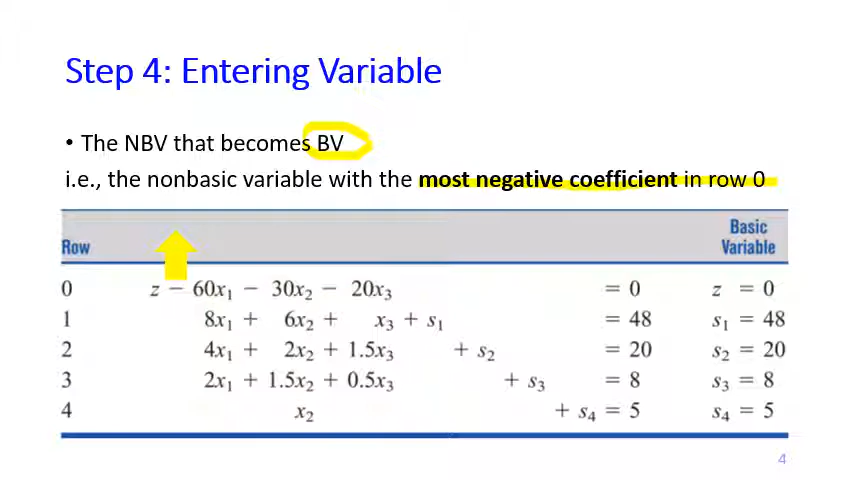 Step 4: Entering Variable
• The NBV that becomes BV
i.e., the nonbasic variable with the most negative coefficient in row 0
Row Basic Variable
0 z − 60x₁ − 30x₂ − 20x₃ = 0 z = 0
1 8x₁ + 6x₂ + x₃ + s₁ = 48 s₁ = 48
2 4x₁ + 2x₂ + 1.5x₃ + s₂ = 20 s₂ = 20
3 2x₁ + 1.5x₂ + 0.5x₃ + s₃ = 8 s₃ = 8
4 x₂ + s₄ = 5 s₄ = 5
4